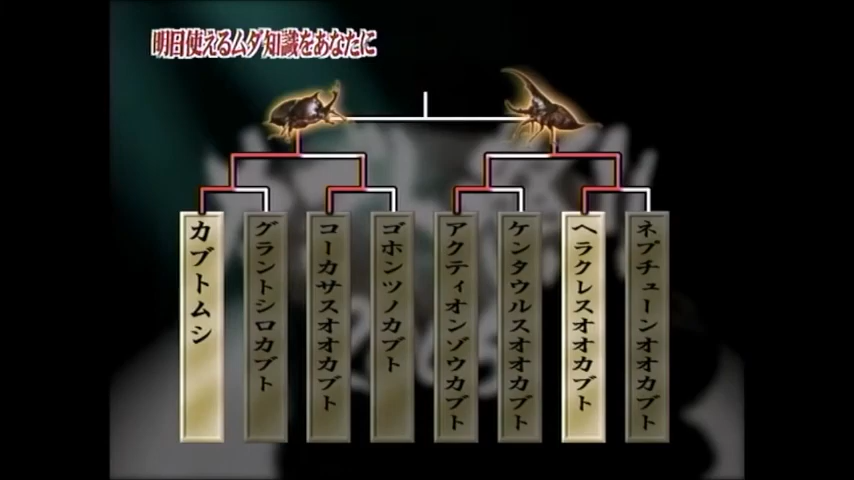 明日使えるムダ知識をあなたに
カブトムシ
グラントシロカブト
コーカサスオオカブト
ゴホンツノカブト
アクティオンゾウカブト
ケンタウルスオオカブト
ヘラクレスオオカブト
ネプチューンオオカブト